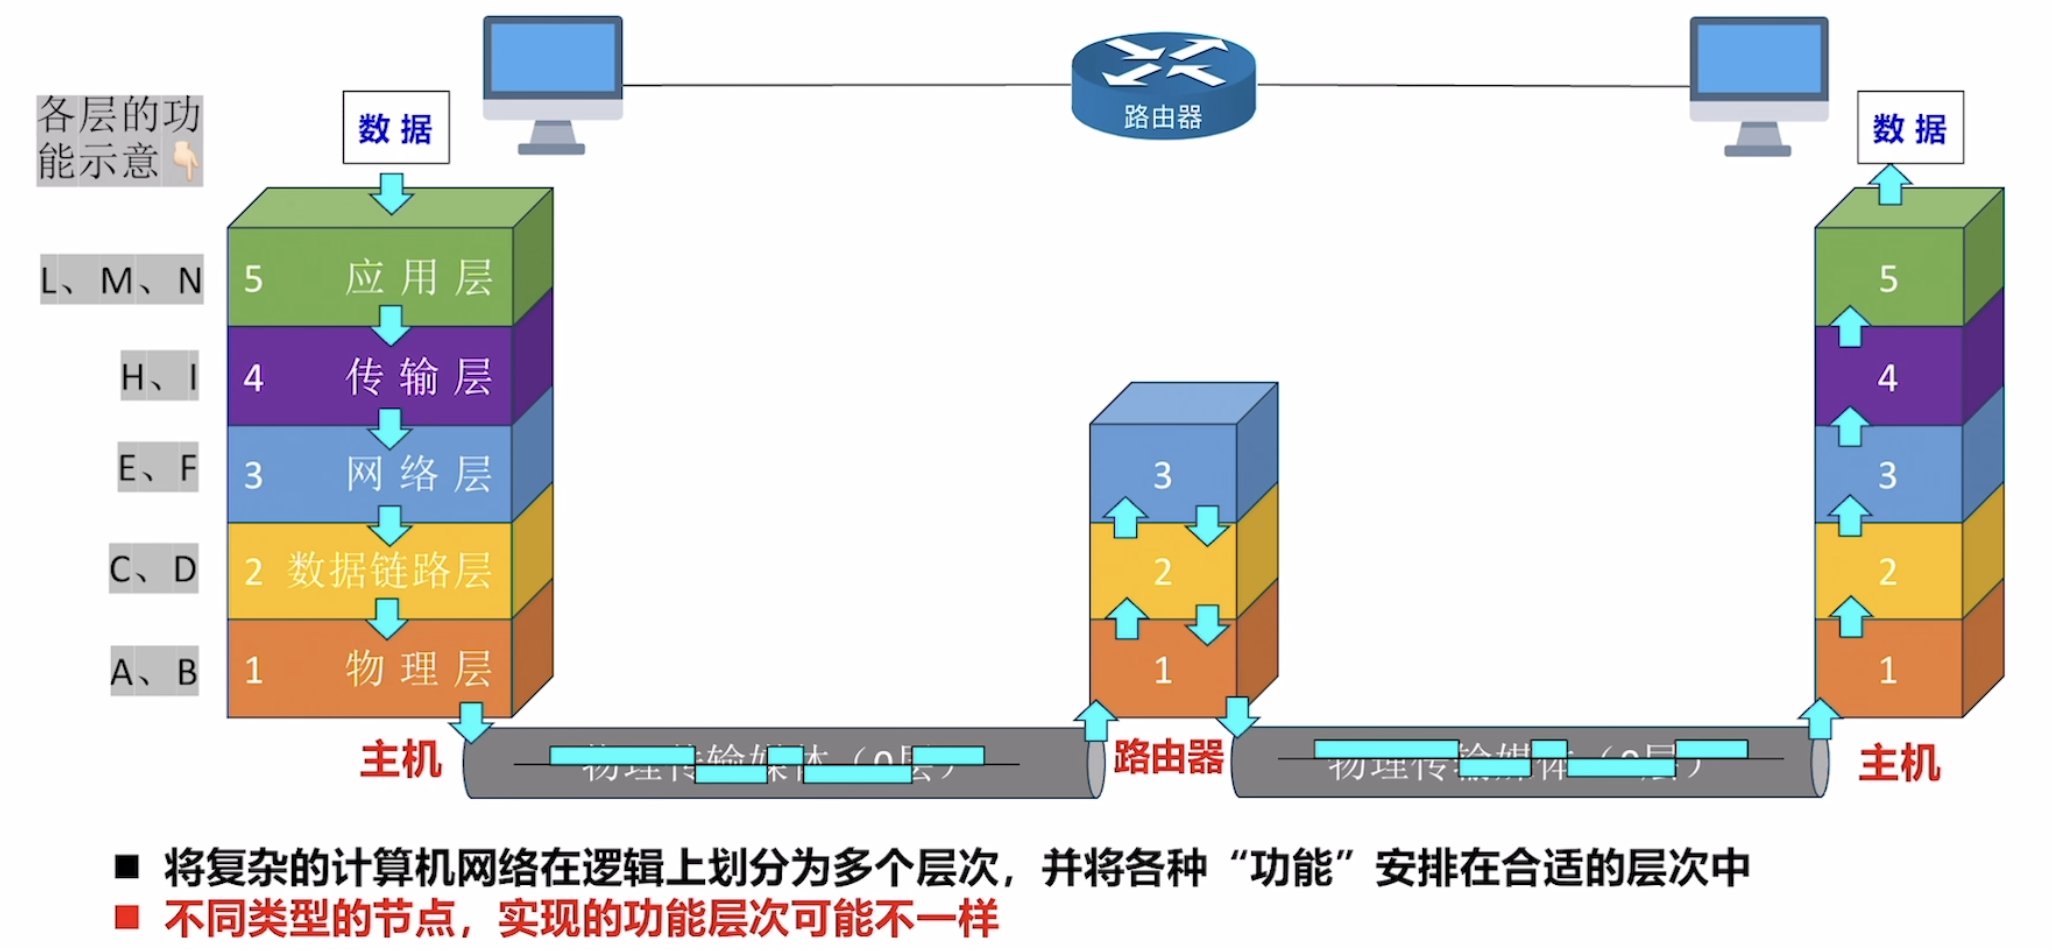 路由器
各层的功
能示意👇🏻
数据
数据
L、M、N
5 应用层
5
H、I
4 传输层
4
E、F
3 网络层
3
3
C、D
2 数据链路层
2
2
A、B
1 物理层
1
1
主机
物理传输媒体（0层）
路由器
物理传输媒体（0层）
主机
■ 将复杂的计算机网络在逻辑上划分为多个层次，并将各种“功能”安排在合适的层次中
■ 不同类型的节点，实现的功能层次可能不一样